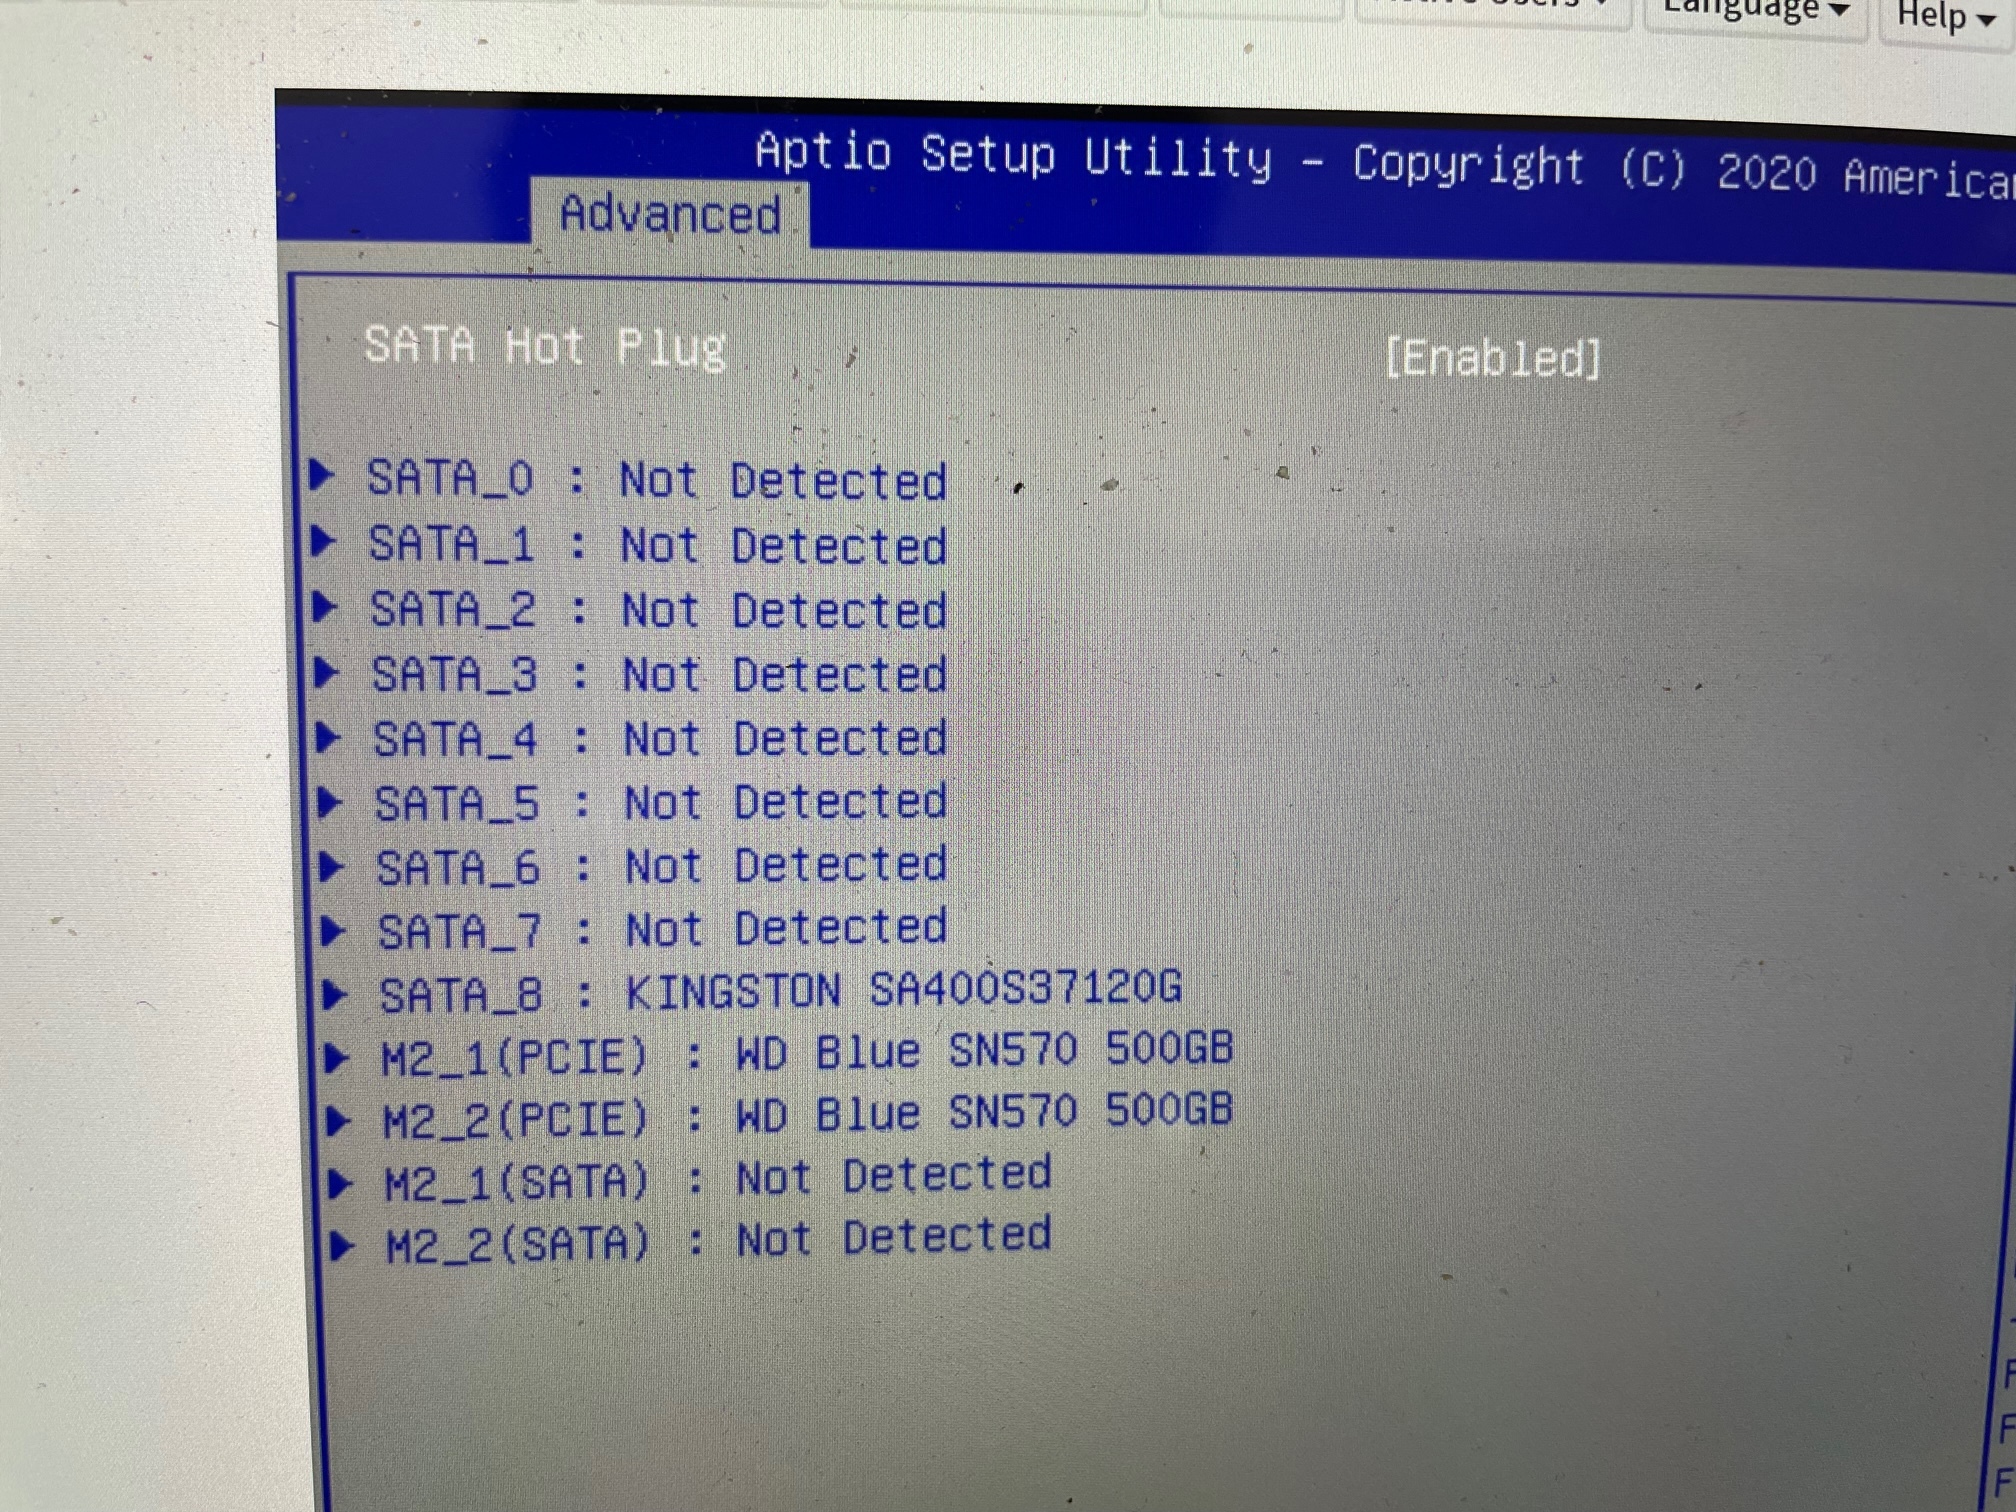 Language
Help
Aptio Setup Utility - Copyright (C) 2020 America
Advanced
SATA Hot Plug [Enabled]
SATA_0 : Not Detected
SATA_1 : Not Detected
SATA_2 : Not Detected
SATA_3 : Not Detected
SATA_4 : Not Detected
SATA_5 : Not Detected
SATA_6 : Not Detected
SATA_7 : Not Detected
SATA_8 : KINGSTON SA400S37120G
M2_1(PCIE) : WD Blue SN570 500GB
M2_2(PCIE) : WD Blue SN570 500GB
M2_1(SATA) : Not Detected
M2_2(SATA) : Not Detected
F
F
F